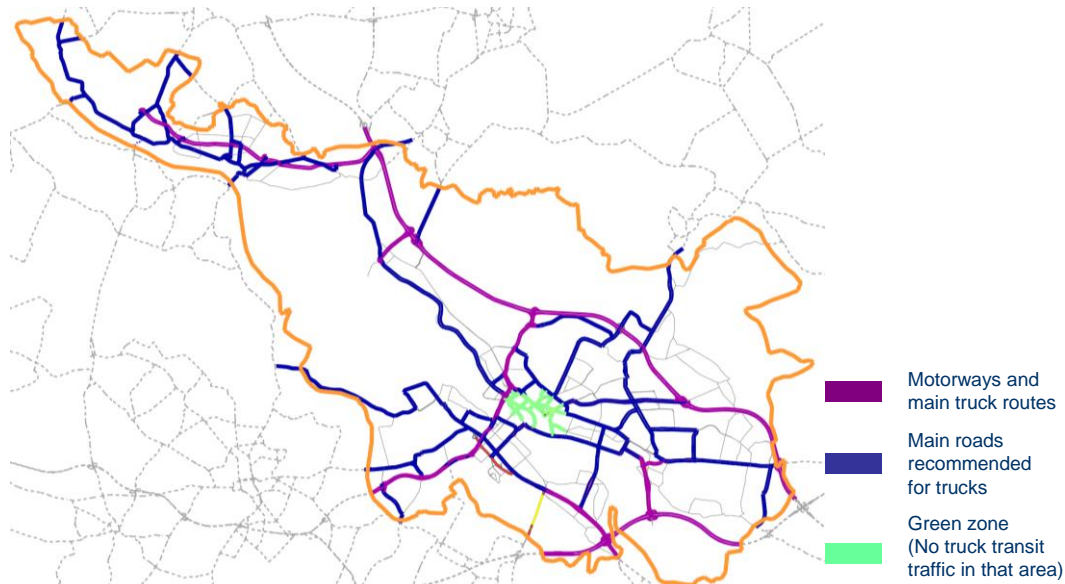 Motorways and
main truck routes
Main roads
recommended
for trucks
Green zone
(No truck transit
traffic in that area)